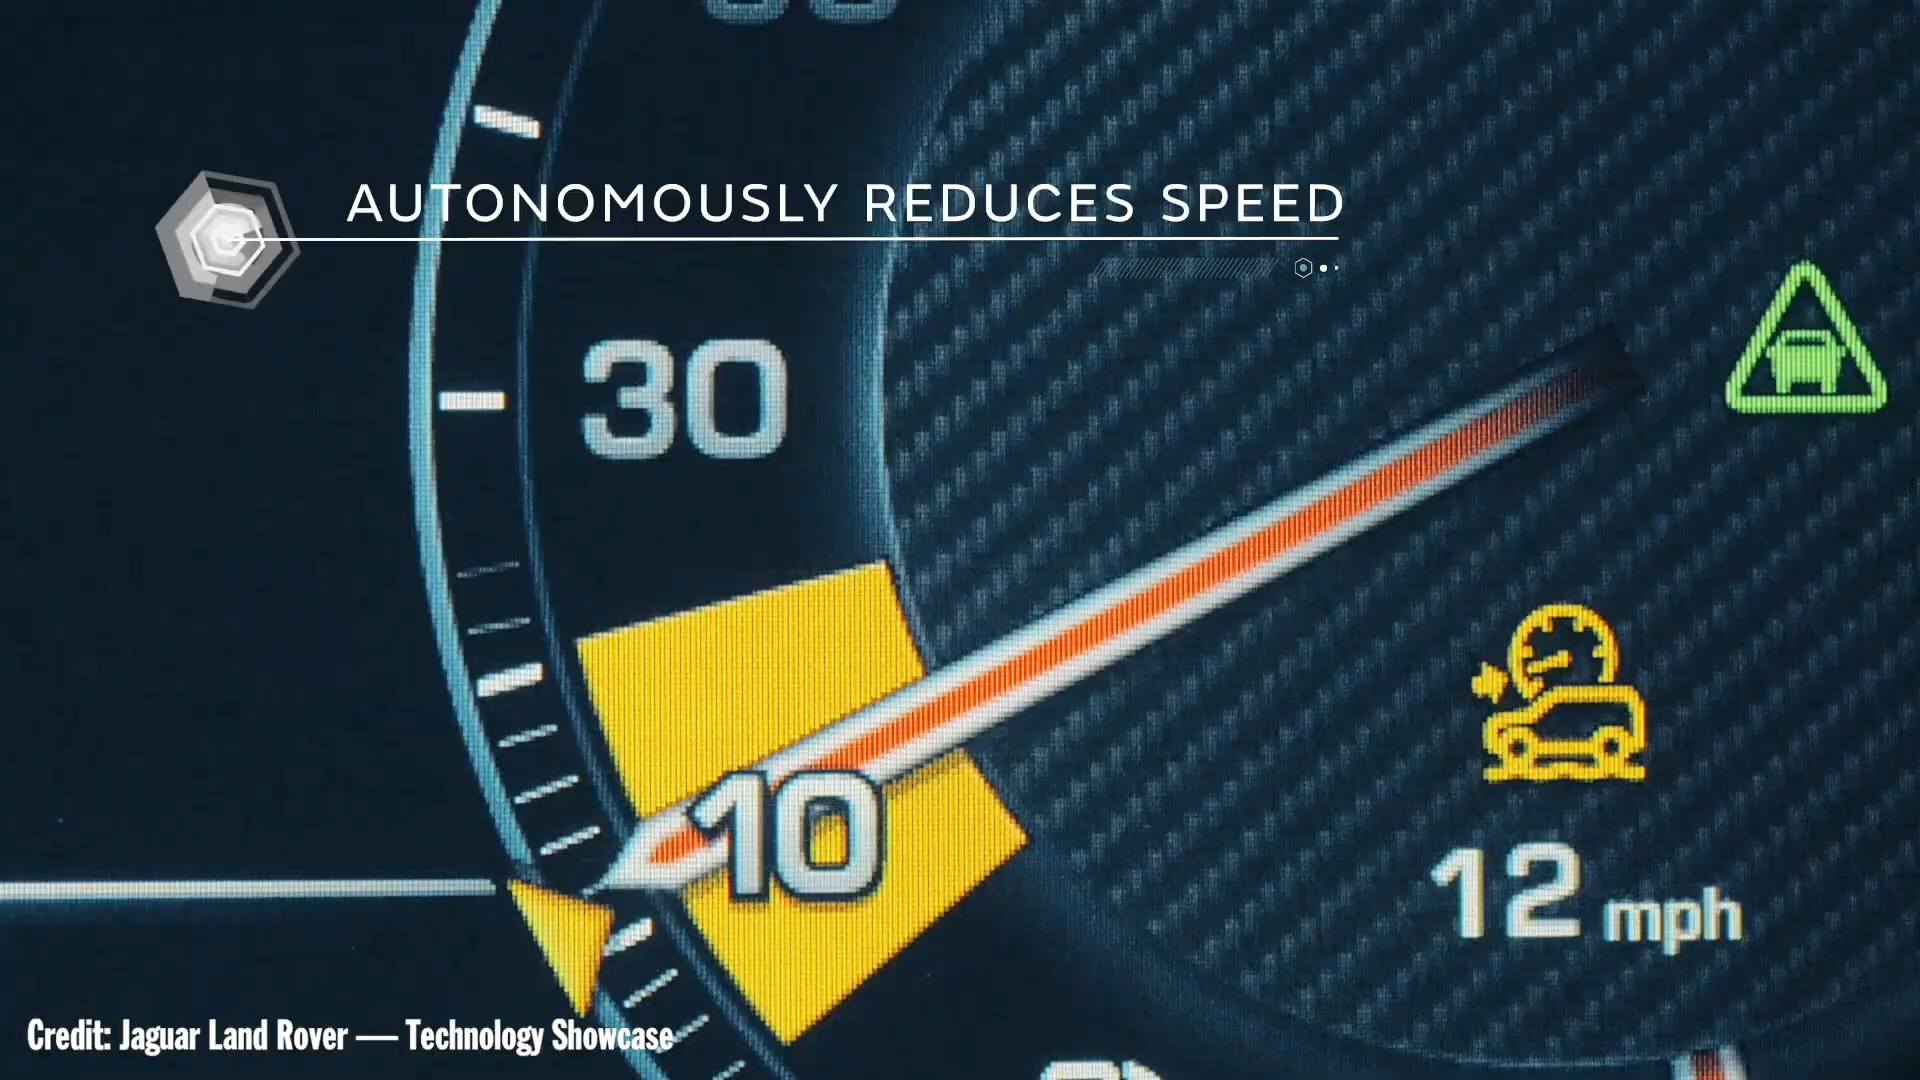 AUTONOMOUSLY REDUCES SPEED
30
10
12 mph
Credit: Jaguar Land Rover — Technology Showcase